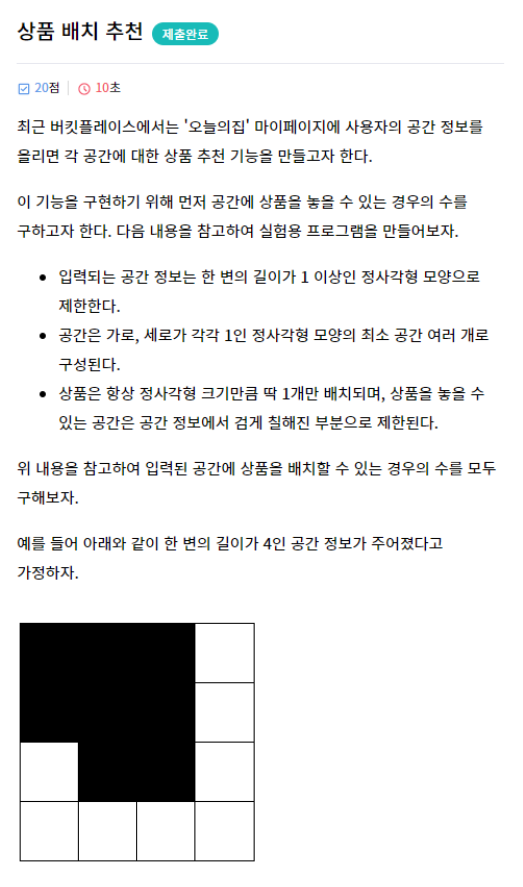 상품 배치 추천 제출완료
20점 10초
최근 버킷플레이스에서는 '오늘의집' 마이페이지에 사용자의 공간 정보를
올리면 각 공간에 대한 상품 추천 기능을 만들고자 한다.
이 기능을 구현하기 위해 먼저 공간에 상품을 놓을 수 있는 경우의 수를
구하고자 한다. 다음 내용을 참고하여 실험용 프로그램을 만들어보자.
입력되는 공간 정보는 한 변의 길이가 1 이상인 정사각형 모양으로
제한한다.
공간은 가로, 세로가 각각 1인 정사각형 모양의 최소 공간 여러 개로
구성된다.
상품은 항상 정사각형 크기만큼 딱 1개만 배치되며, 상품을 놓을 수
있는 공간은 공간 정보에서 검게 칠해진 부분으로 제한된다.
위 내용을 참고하여 입력된 공간에 상품을 배치할 수 있는 경우의 수를 모두
구해보자.
예를 들어 아래와 같이 한 변의 길이가 4인 공간 정보가 주어졌다고
가정하자.